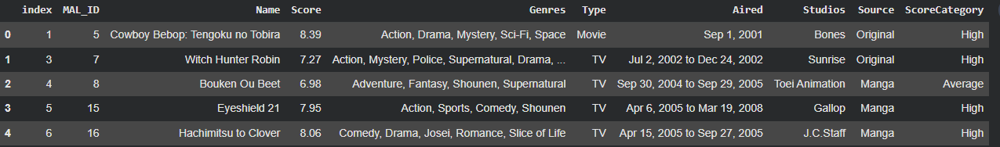 index MAL_ID Name Score Genres Type Aired Studios Source ScoreCategory
0 1 5 Cowboy Bebop: Tengoku no Tobira 8.39 Action, Drama, Mystery, Sci-Fi, Space Movie Sep 1, 2001 Bones Original High
1 3 7 Witch Hunter Robin 7.27 Action, Mystery, Police, Supernatural, Drama, ... TV Jul 2, 2002 to Dec 24, 2002 Sunrise Original High
2 4 8 Bouken Ou Beet 6.98 Adventure, Fantasy, Shounen, Supernatural TV Sep 30, 2004 to Sep 29, 2005 Toei Animation Manga Average
3 5 15 Eyeshield 21 7.95 Action, Sports, Comedy, Shounen TV Apr 6, 2005 to Mar 19, 2008 Gallop Manga High
4 6 16 Hachimitsu to Clover 8.06 Comedy, Drama, Josei, Romance, Slice of Life TV Apr 15, 2005 to Sep 27, 2005 J.C.Staff Manga High